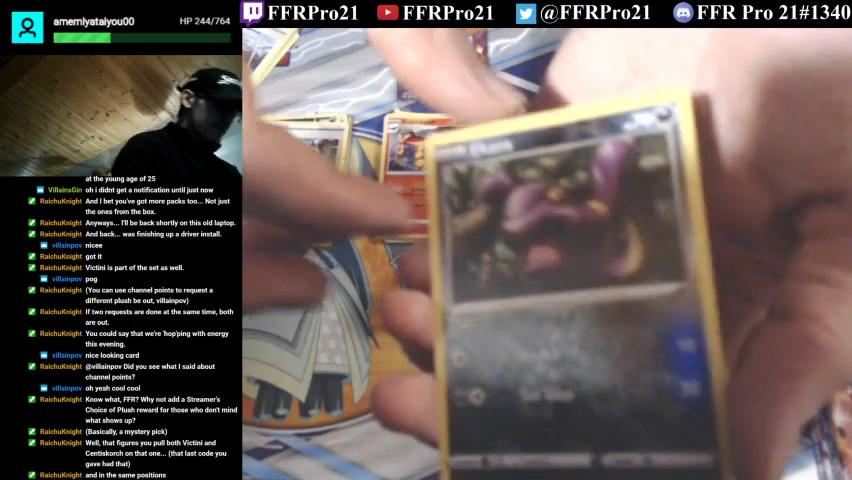 amemlyataiyou00
HP 244/764
FFRPro21
FFRPro21
@FFRPro21
FFR Pro 21#1340
at the young age of 25
VillainsGin oh i didnt get a notification until just
now
RaichuKnight And I bet you've got more packs too... Not just
the ones from the box.
RaichuKnight Anyways... I'll be back shortly on this old laptop.
RaichuKnight And back... was finishing up a driver install.
villainpov nicee
RaichuKnight got it
RaichuKnight Victini is part of the set as well.
villainpov pog
RaichuKnight (You can use channel points to request a
different plush be out, villainpov)
RaichuKnight If two requests are done at the same time, both
are out.
RaichuKnight You could say that we're 'hop'ping with energy
this evening.
villainpov nice looking card
RaichuKnight @villainpov Did you see what I said about
channel points?
villainpov oh yeah cool cool
RaichuKnight Know what, FFR? Why not add a Streamer's
Choice of Plush reward for those who don't mind
what shows up?
RaichuKnight (Basically, a mystery pick)
RaichuKnight Well, that figures you pull both Victini and
Centiskorch on that one... (that last code you
gave had that)
RaichuKnight and in the same positions